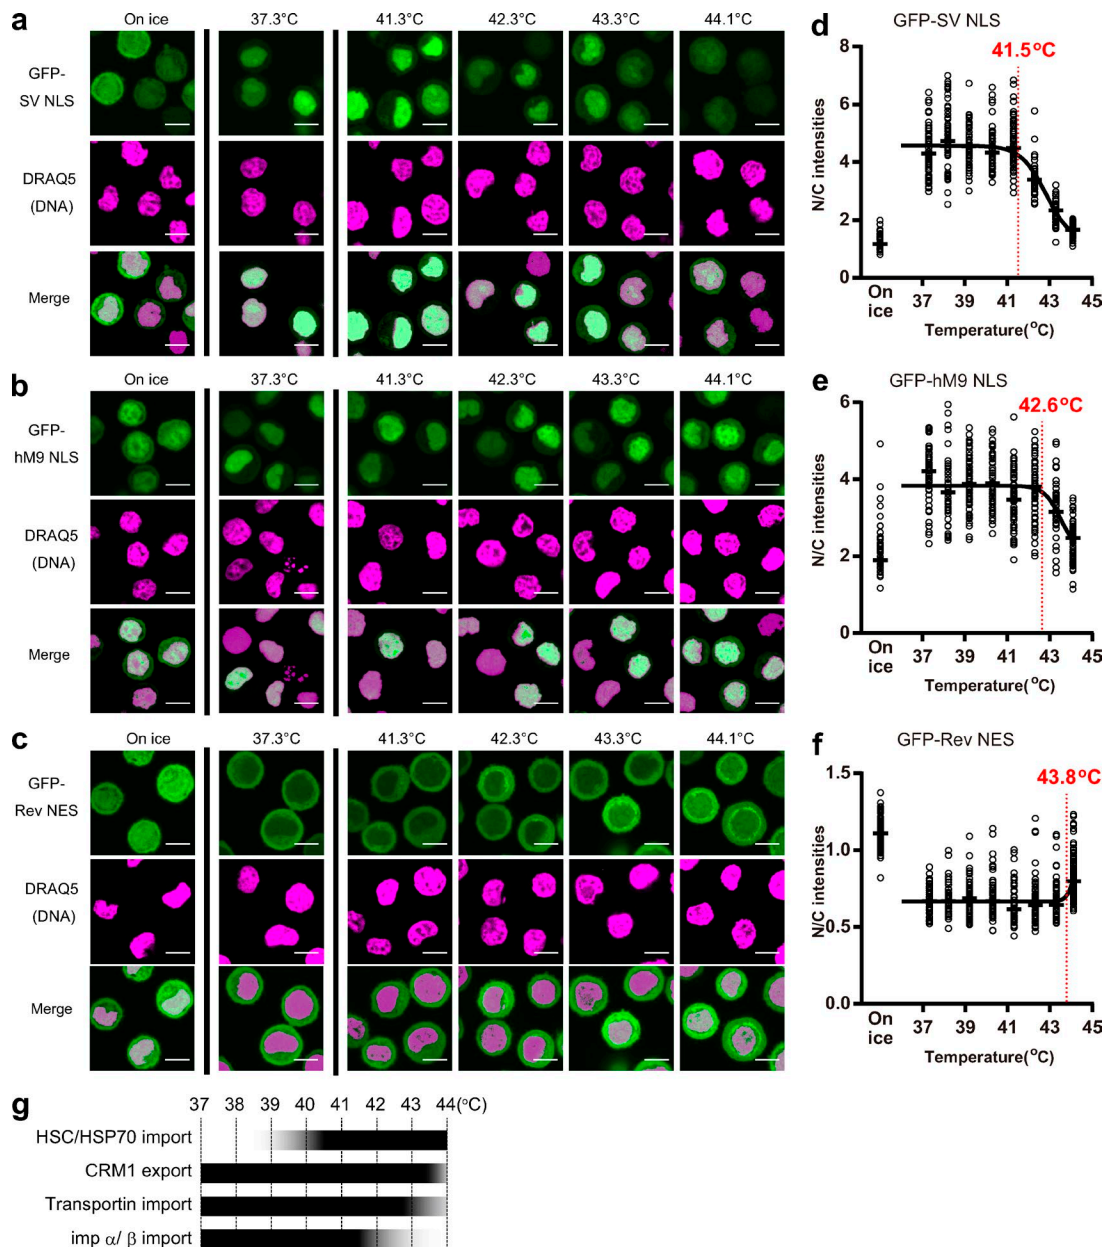 a
On ice 37.3°C 41.3°C 42.3°C 43.3°C 44.1°C
GFP-
SV NLS
DRAQ5
(DNA)
Merge
b
On ice 37.3°C 41.3°C 42.3°C 43.3°C 44.1°C
GFP-
hM9 NLS
DRAQ5
(DNA)
Merge
c
On ice 37.3°C 41.3°C 42.3°C 43.3°C 44.1°C
GFP-
Rev NES
DRAQ5
(DNA)
Merge
d
GFP-SV NLS
41.5°C
8
6
4
2
0
N/C intensities
On
ice
37 39 41 43 45
Temperature(°C)
e
GFP-hM9 NLS
42.6°C
6
4
2
0
N/C intensities
On
ice
37 39 41 43 45
Temperature(°C)
f
GFP-Rev NES
43.8°C
1.5
1.0
0.5
0.0
N/C intensities
On
ice
37 39 41 43 45
Temperature(°C)
g
37 38 39 40 41 42 43 44(°C)
HSC/HSP70 import
CRM1 export
Transportin import
imp α/ β import